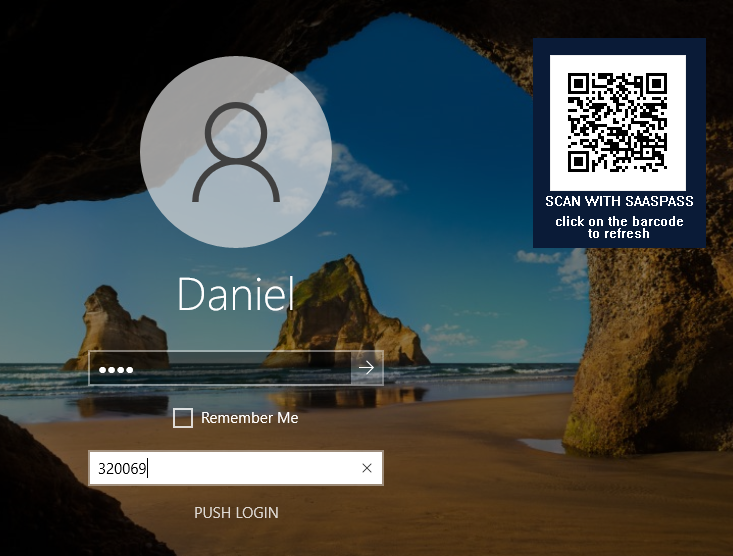 SCAN WITH SAASPASS
click on the barcode
to refresh
Daniel
••••
Remember Me
320069
PUSH LOGIN